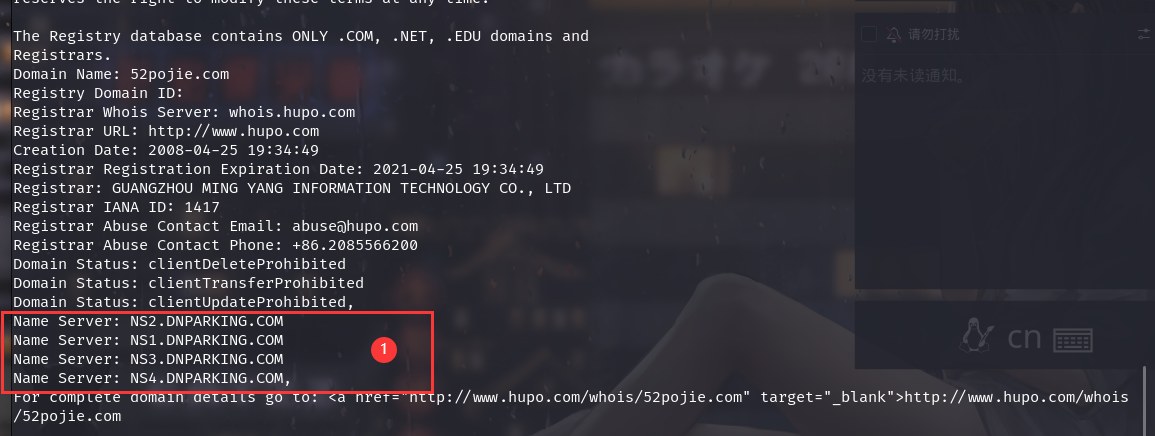 reserves the right to modify these terms at any time.
The Registry database contains ONLY .COM, .NET, .EDU domains and
Registrars.
Domain Name: 52pojie.com
Registry Domain ID:
Registrar Whois Server: whois.hupo.com
Registrar URL: http://www.hupo.com
Creation Date: 2008-04-25 19:34:49
Registrar Registration Expiration Date: 2021-04-25 19:34:49
Registrar: GUANGZHOU MING YANG INFORMATION TECHNOLOGY CO., LTD
Registrar IANA ID: 1417
Registrar Abuse Contact Email: abuse@hupo.com
Registrar Abuse Contact Phone: +86.2085566200
Domain Status: clientDeleteProhibited
Domain Status: clientTransferProhibited
Domain Status: clientUpdateProhibited,
Name Server: NS2.DNPARKING.COM
Name Server: NS1.DNPARKING.COM
Name Server: NS3.DNPARKING.COM
Name Server: NS4.DNPARKING.COM,
1
For complete domain details go to: <a href="http://www.hupo.com/whois/52pojie.com" target="_blank">http://www.hupo.com/whois
/52pojie.com
请勿打扰
没有未读通知。
カラオケ
cn